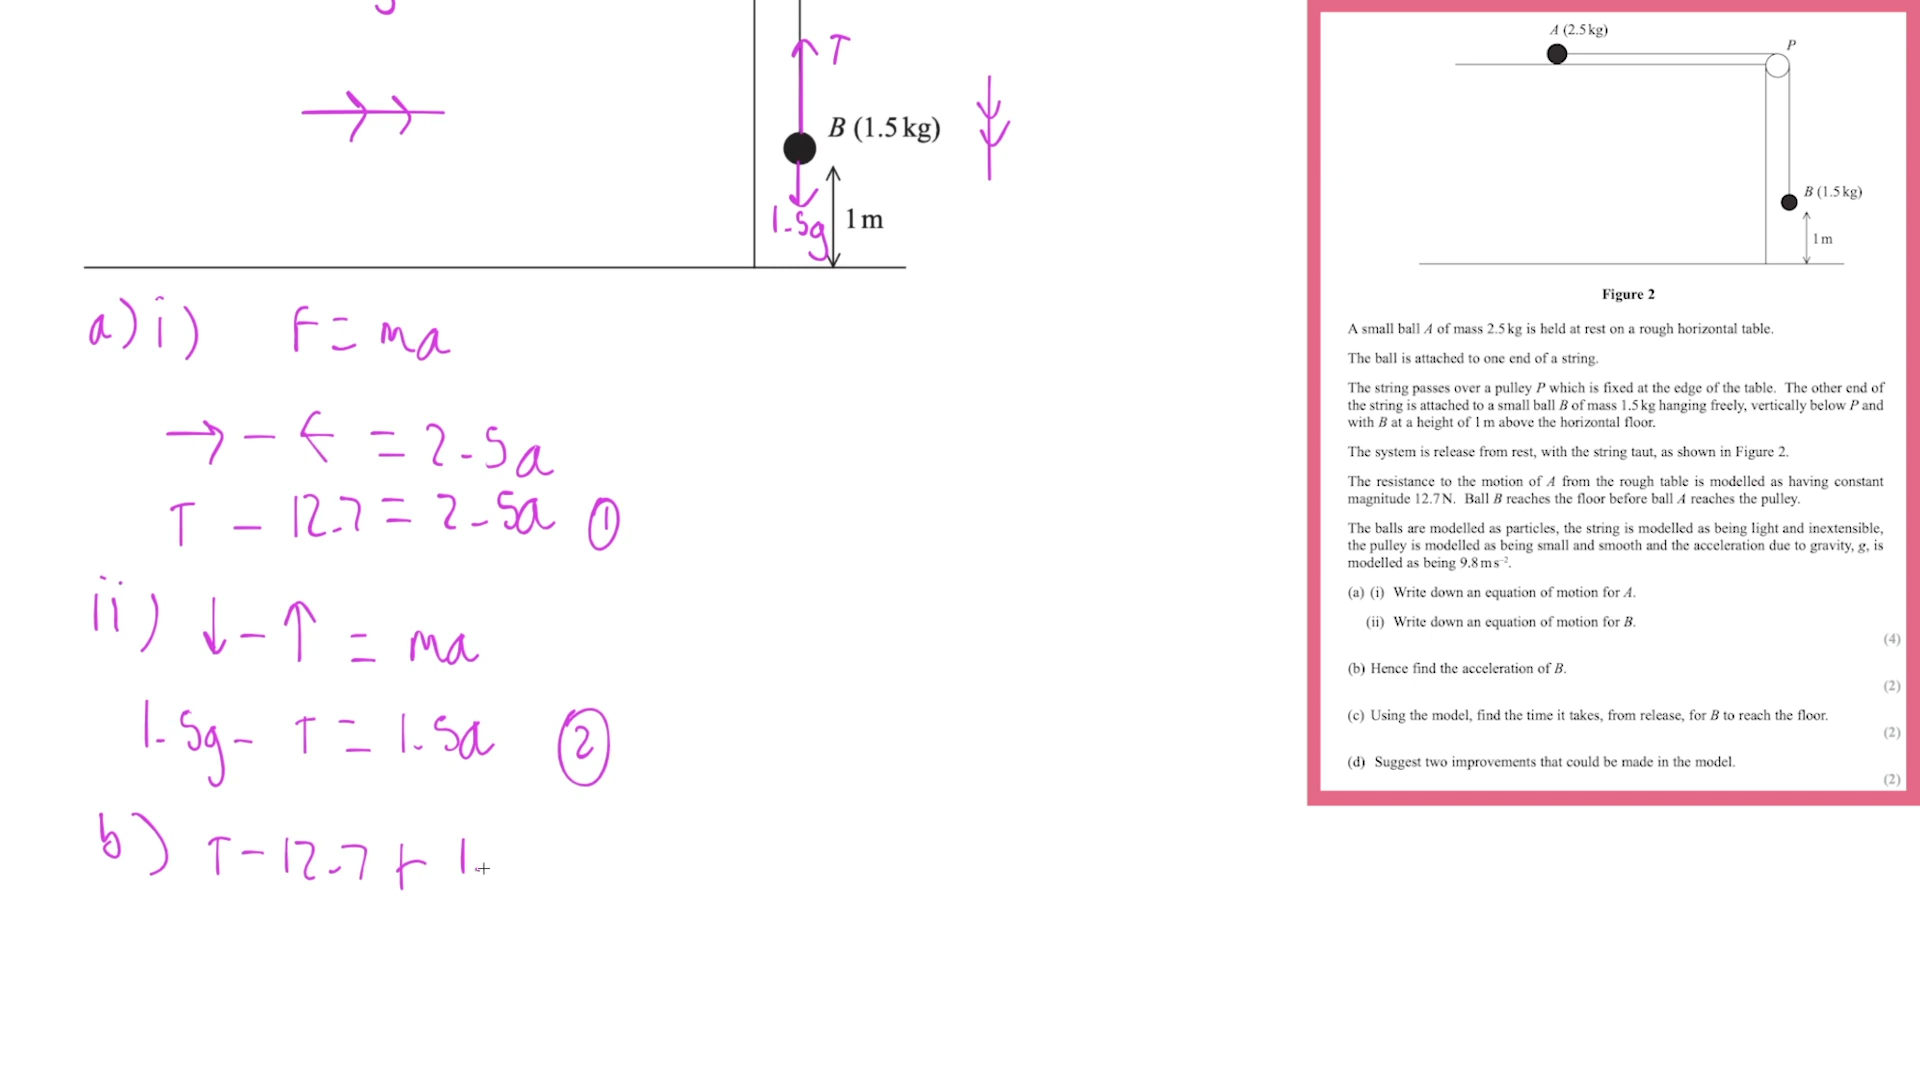 T
B (1.5 kg)
1.5g
1 m
a) i) F = ma
→ - ← = 2.5a
T - 12.7 = 2.5a ①
ii) ↓ - ↑ = ma
1.5g - T = 1.5a ②
b) T - 12.7 + 1.
A (2.5 kg)
P
B (1.5 kg)
1 m
Figure 2
A small ball A of mass 2.5 kg is held at rest on a rough horizontal table.
The ball is attached to one end of a string.
The string passes over a pulley P which is fixed at the edge of the table. The other end of
the string is attached to a small ball B of mass 1.5 kg hanging freely, vertically below P and
with B at a height of 1 m above the horizontal floor.
The system is release from rest, with the string taut, as shown in Figure 2.
The resistance to the motion of A from the rough table is modelled as having constant
magnitude 12.7 N. Ball B reaches the floor before ball A reaches the pulley.
The balls are modelled as particles, the string is modelled as being light and inextensible,
the pulley is modelled as being small and smooth and the acceleration due to gravity, g, is
modelled as being 9.8 m s⁻².
(a) (i) Write down an equation of motion for A.
(ii) Write down an equation of motion for B.
(4)
(b) Hence find the acceleration of B.
(2)
(c) Using the model, find the time it takes, from release, for B to reach the floor.
(2)
(d) Suggest two improvements that could be made in the model.
(2)